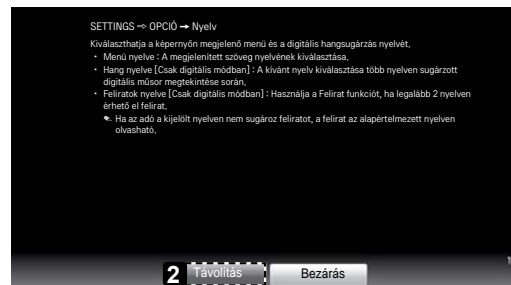 SETTINGS ⇨ OPCIÓ ➙ Nyelv
Kiválaszthatja a képernyőn megjelenő menü és a digitális hangsugárzás nyelvét.
• Menü nyelve : A megjelenített szöveg nyelvének kiválasztása.
• Hang nyelve [Csak digitális módban] : A kívánt nyelv kiválasztása több nyelven sugárzott
digitális műsor megtekintése során.
• Feliratok nyelve [Csak digitális módban] : Használja a Felirat funkciót, ha legalább 2 nyelven
érhető el felirat.
Ha az adó a kijelölt nyelven nem sugároz feliratot, a felirat az alapértelmezett nyelven
olvasható.
2 Távolítás Bezárás